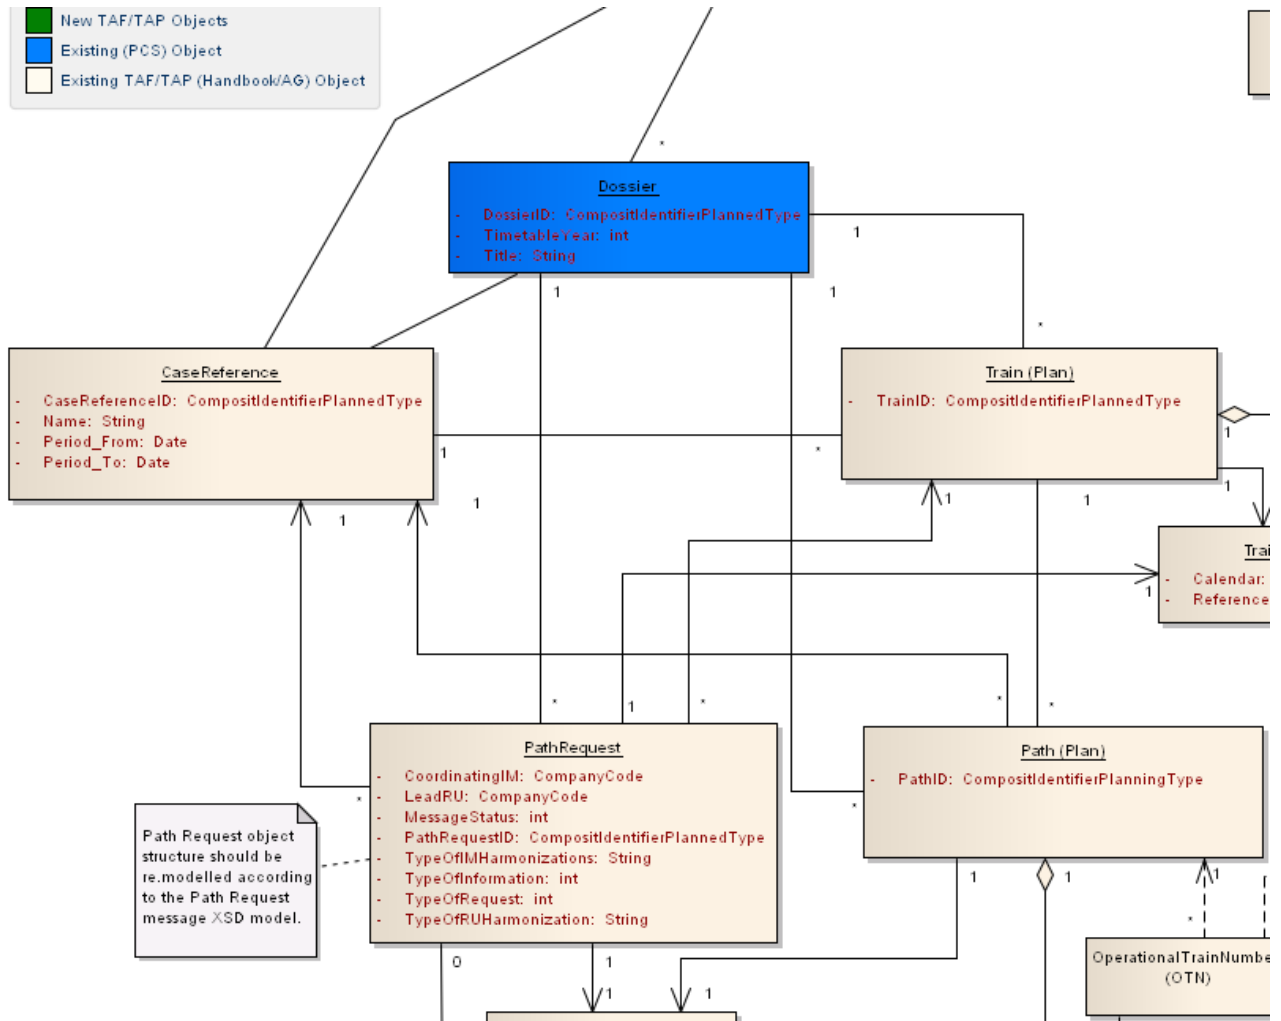 New TAF/TAP Objects
Existing (PCS) Object
Existing TAF/TAP (Handbook/AG) Object
*
Dossier
- DossierID: CompositIdentifierPlannedType
- TimetableYear: int
- Title: String
1
1
1
*
CaseReference
- CaseReferenceID: CompositIdentifierPlannedType
- Name: String
- Period_From: Date
- Period_To: Date
1
*
1
1
Train (Plan)
- TrainID: CompositIdentifierPlannedType
1
1
1
1
Trai
- Calendar:
- Reference
1
*
1
*
*
*
PathRequest
- CoordinatingIM: CompanyCode
- LeadRU: CompanyCode
- MessageStatus: int
- PathRequestID: CompositIdentifierPlannedType
- TypeOfIMHarmonizations: String
- TypeOfInformation: int
- TypeOfRequest: int
- TypeOfRUHarmonization: String
*
Path (Plan)
- PathID: CompositIdentifierPlanningType
*
Path Request object
structure should be
re.modelled according
to the Path Request
message XSD model.
0
1
1
1
1
1
1
*
OperationalTrainNumbe
(OTN)